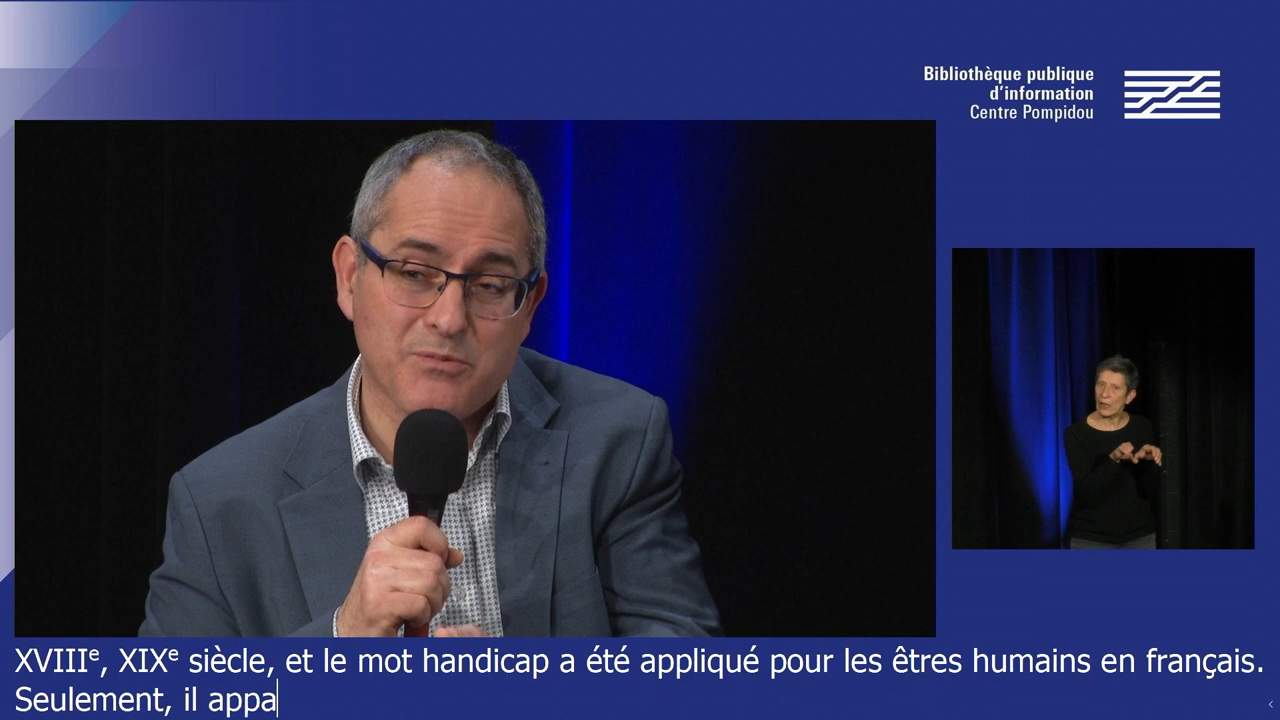 Bibliothèque publique
d'information
Centre Pompidou
XVIIIᵉ, XIXᵉ siècle, et le mot handicap a été appliqué pour les êtres humains en français.
Seulement, il appa